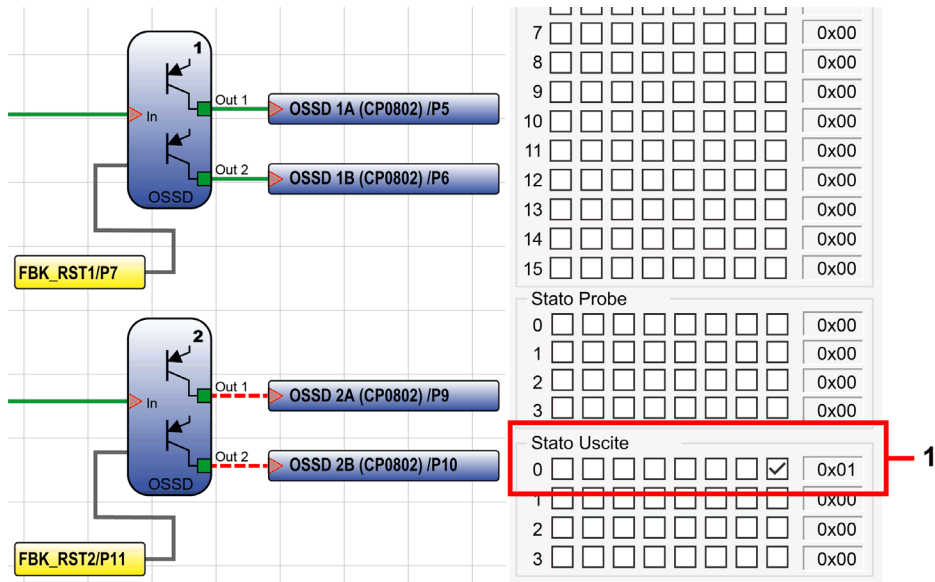 1
Out 1
In
OSSD 1A (CP0802) /P5
Out 2
OSSD 1B (CP0802) /P6
OSSD
FBK_RST1/P7
2
Out 1
In
OSSD 2A (CP0802) /P9
Out 2
OSSD 2B (CP0802) /P10
OSSD
FBK_RST2/P11
7 0x00
8 0x00
9 0x00
10 0x00
11 0x00
12 0x00
13 0x00
14 0x00
15 0x00
Stato Probe
0 0x00
1 0x00
2 0x00
3 0x00
Stato Uscite
0 0x01
1 0x00
2 0x00
3 0x00
1